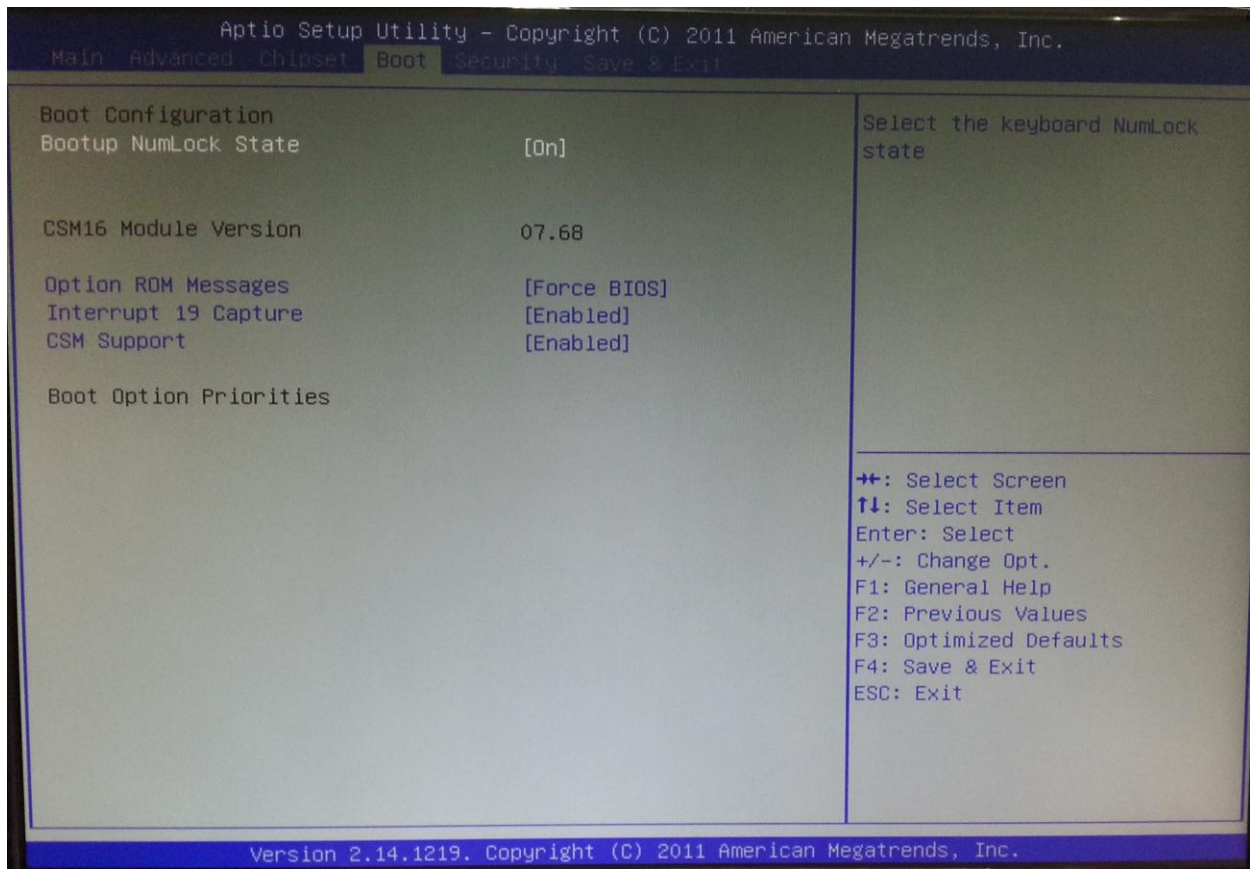 Aptio Setup Utility – Copyright (C) 2011 American Megatrends, Inc.
Main Advanced Chipset Boot Security Save & Exit
Boot Configuration
Bootup NumLock State [On]
CSM16 Module Version 07.68
Option ROM Messages [Force BIOS]
Interrupt 19 Capture [Enabled]
CSM Support [Enabled]
Boot Option Priorities
Select the keyboard NumLock
state
→←: Select Screen
↑↓: Select Item
Enter: Select
+/-: Change Opt.
F1: General Help
F2: Previous Values
F3: Optimized Defaults
F4: Save & Exit
ESC: Exit
Version 2.14.1219. Copyright (C) 2011 American Megatrends, Inc.